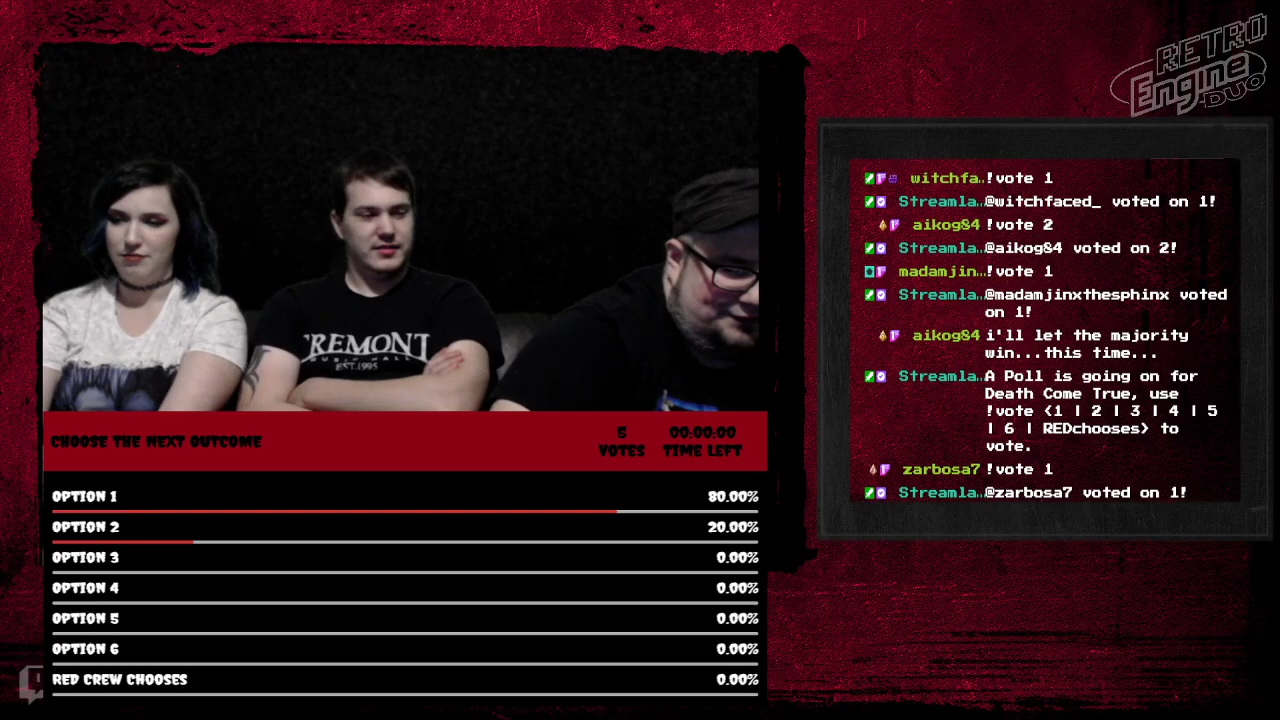 RETRO
Engine
DUO
TREMONT
MUSIC HALL
EST.1995
witchfa..!vote 1
Streamla..@witchfaced_ voted on 1!
aikog84 !vote 2
Streamla..@aikog84 voted on 2!
madamjin..!vote 1
Streamla..@madamjinxthesphinx voted
on 1!
aikog84 i'll let the majority
win...this time...
Streamla..A Poll is going on for
Death Come True, use
!vote <1 | 2 | 3 | 4 | 5
| 6 | REDchooses> to
vote.
zarbosa7 !vote 1
Streamla..@zarbosa7 voted on 1!
CHOOSE THE NEXT OUTCOME
5 00:00:00
VOTES TIME LEFT
OPTION 1 80.00%
OPTION 2 20.00%
OPTION 3 0.00%
OPTION 4 0.00%
OPTION 5 0.00%
OPTION 6 0.00%
RED CREW CHOOSES 0.00%